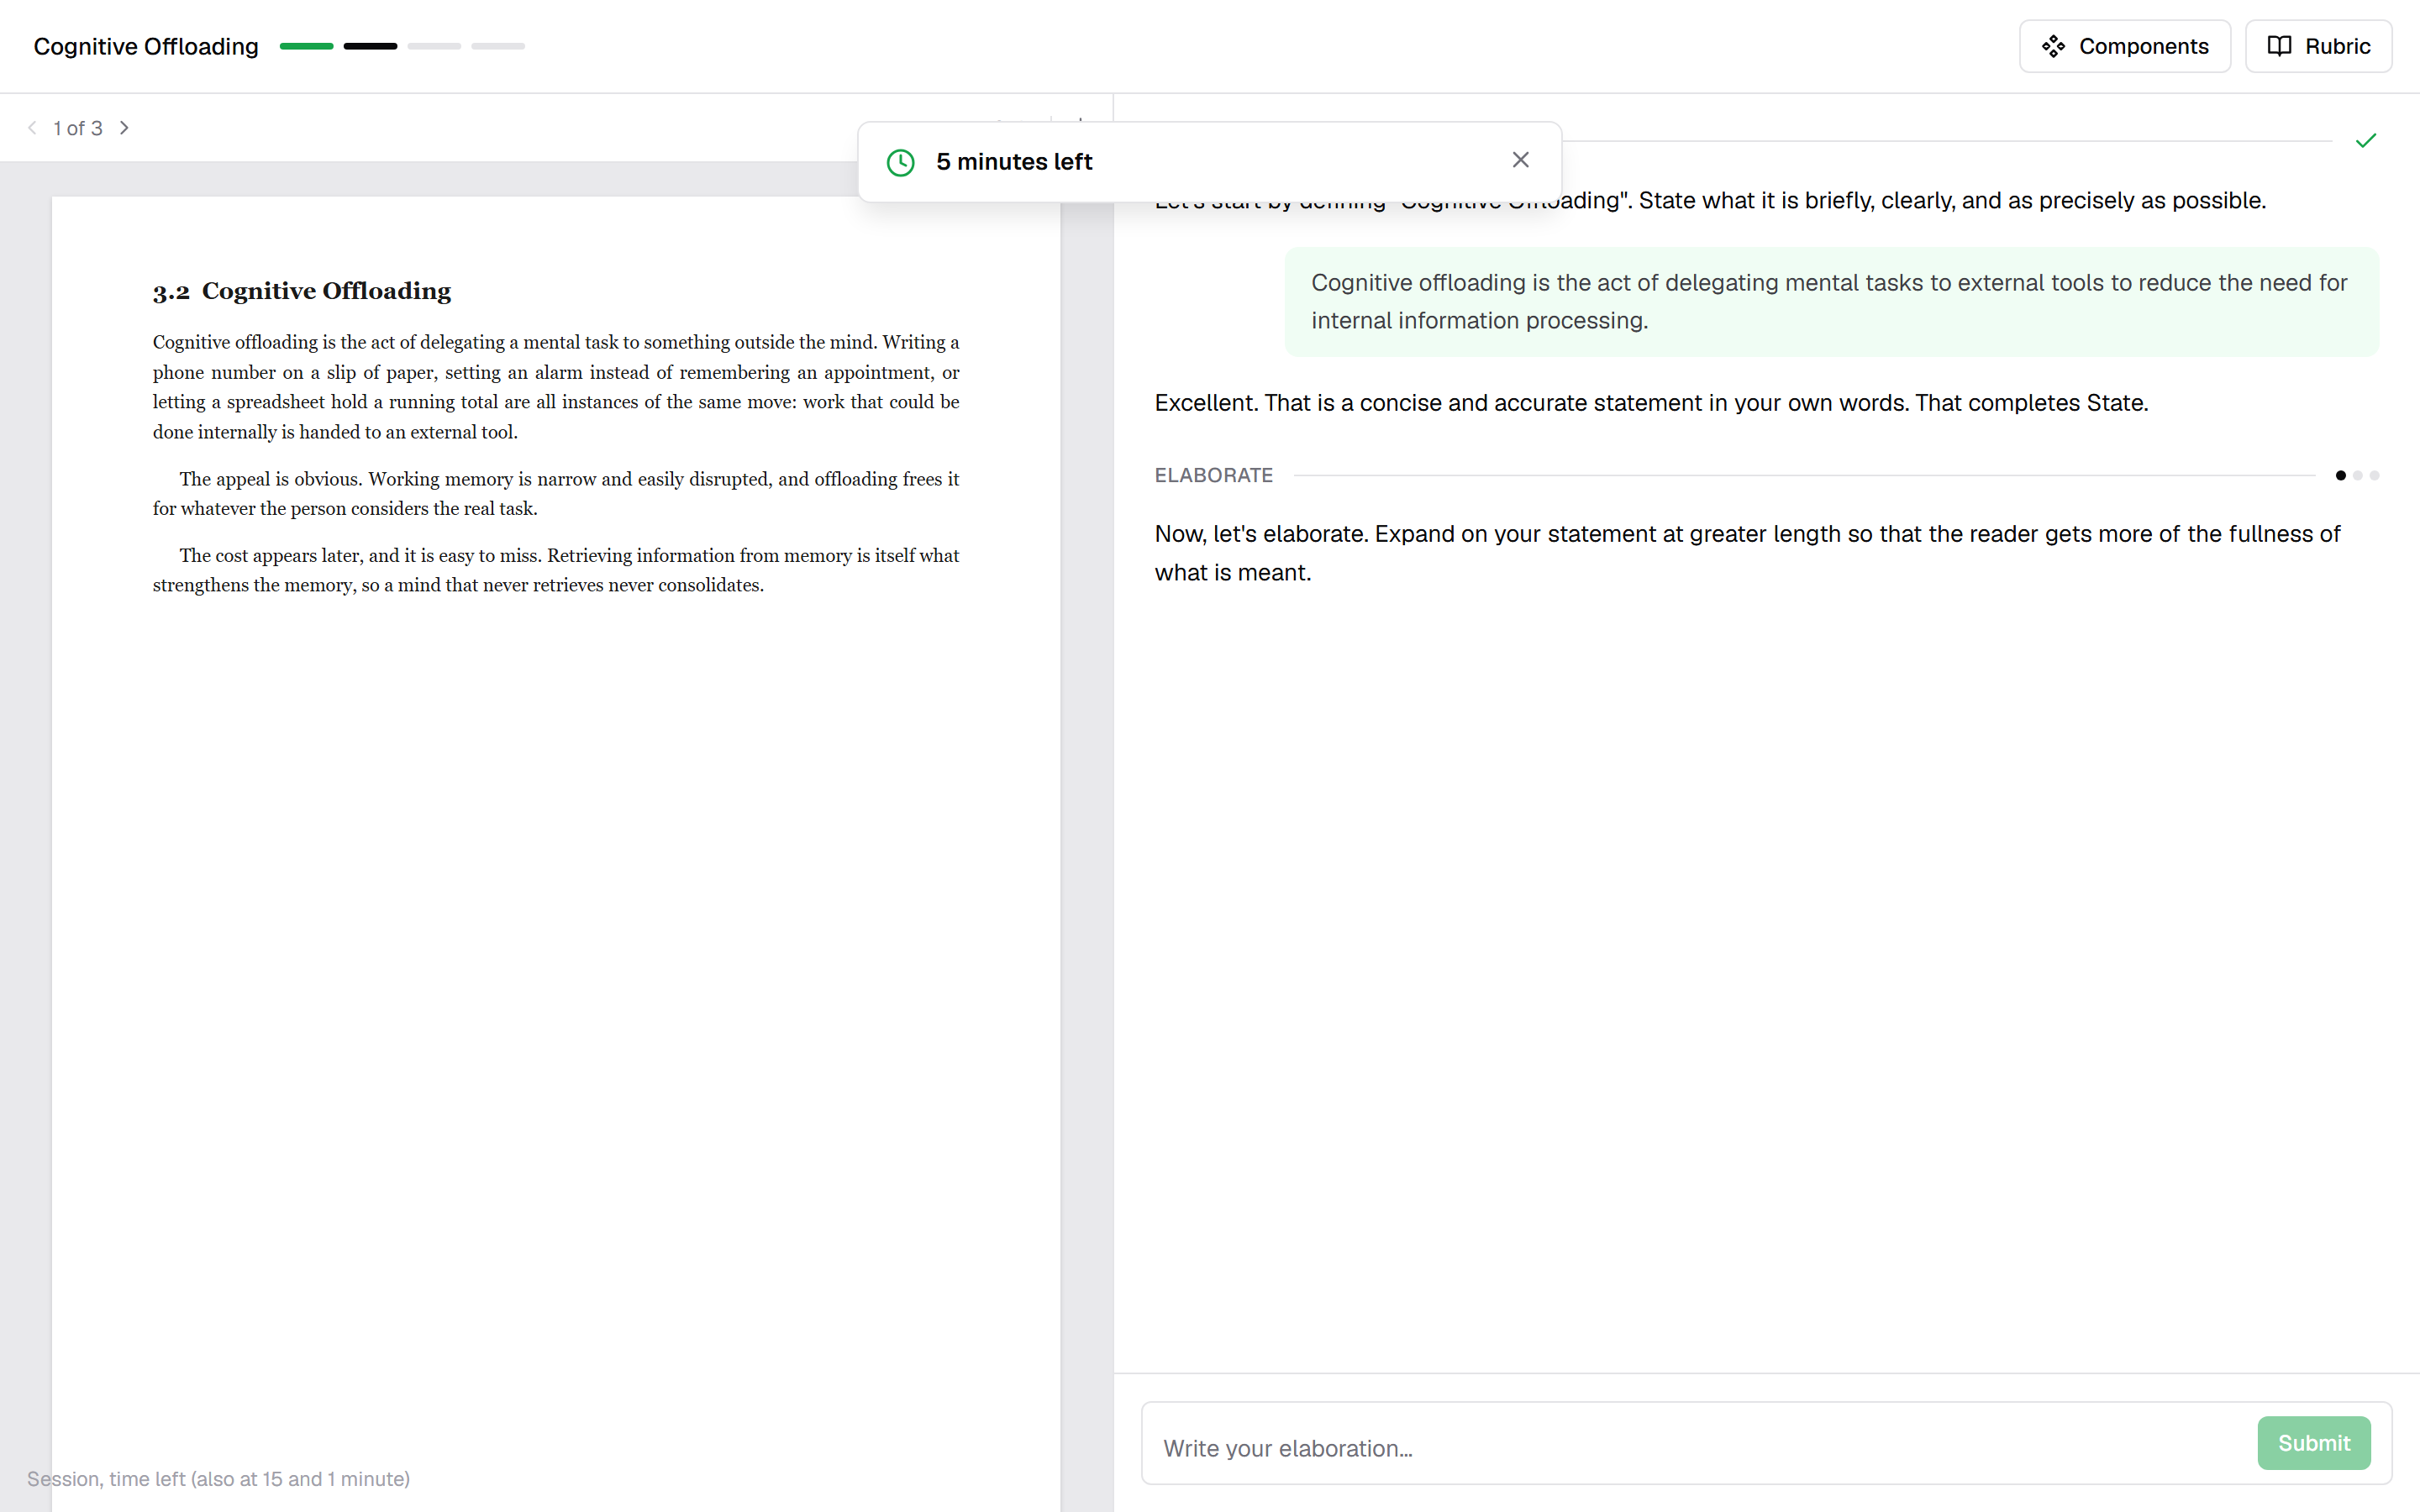 Cognitive Offloading
Components
Rubric
1 of 3
5 minutes left
3.2 Cognitive Offloading
Cognitive offloading is the act of delegating a mental task to something outside the mind. Writing a
phone number on a slip of paper, setting an alarm instead of remembering an appointment, or
letting a spreadsheet hold a running total are all instances of the same move: work that could be
done internally is handed to an external tool.
The appeal is obvious. Working memory is narrow and easily disrupted, and offloading frees it
for whatever the person considers the real task.
The cost appears later, and it is easy to miss. Retrieving information from memory is itself what
strengthens the memory, so a mind that never retrieves never consolidates.
Session, time left (also at 15 and 1 minute)
Let's start by defining "Cognitive Offloading". State what it is briefly, clearly, and as precisely as possible.
Cognitive offloading is the act of delegating mental tasks to external tools to reduce the need for
internal information processing.
Excellent. That is a concise and accurate statement in your own words. That completes State.
ELABORATE
Now, let's elaborate. Expand on your statement at greater length so that the reader gets more of the fullness of
what is meant.
Write your elaboration...
Submit